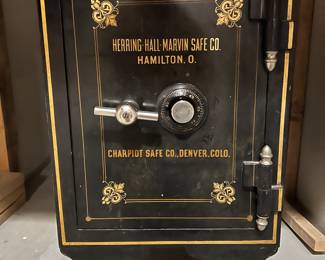 HERRING-HALL-MARVIN SAFE CO.
HAMILTON, O.
CHARPIOT SAFE CO., DENVER, COLO.